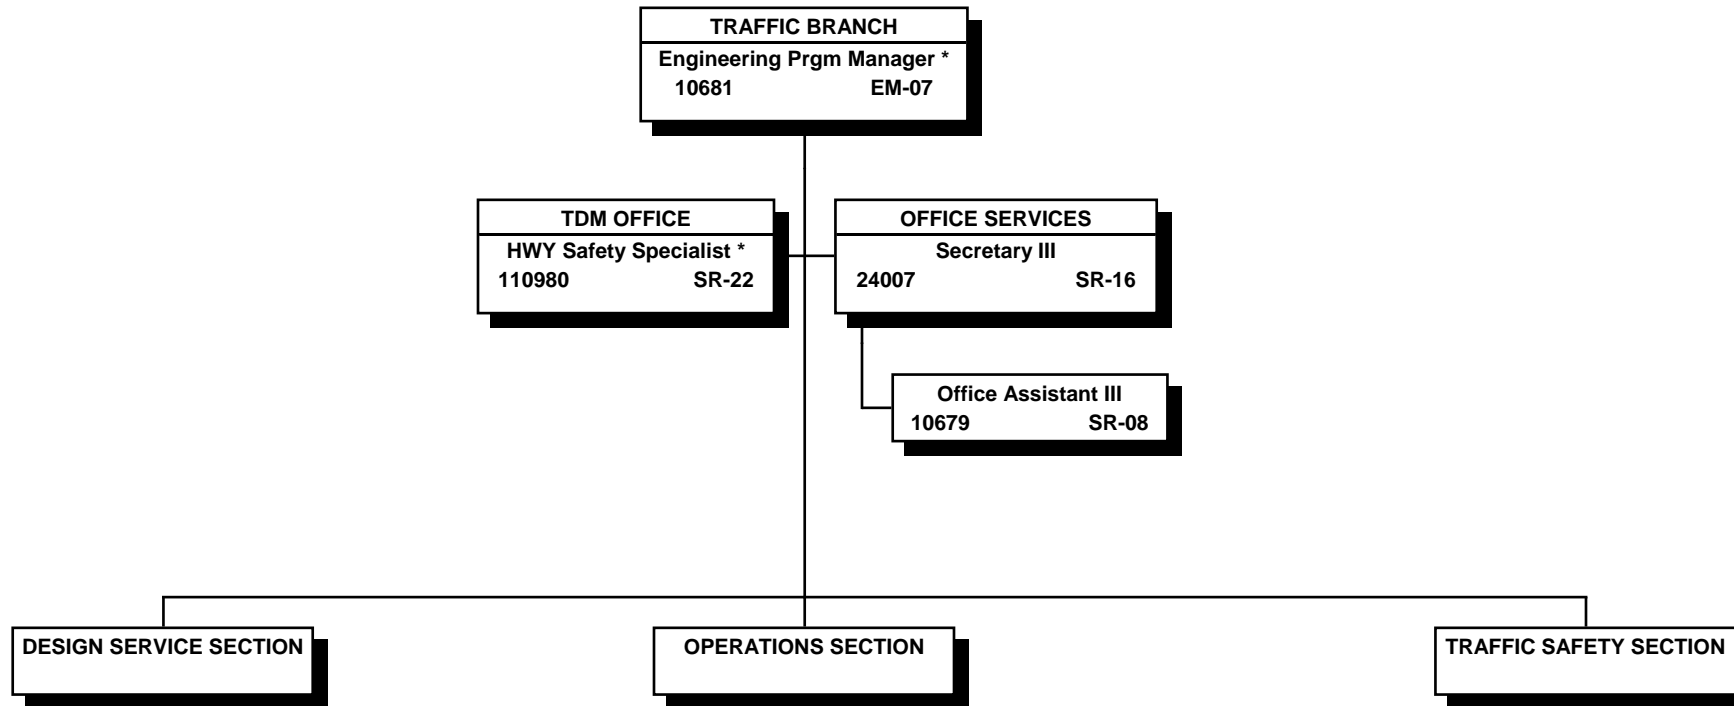 TRAFFIC BRANCH
Engineering Prgm Manager *
10681 EM-07
TDM OFFICE
HWY Safety Specialist *
110980 SR-22
OFFICE SERVICES
Secretary III
24007 SR-16
Office Assistant III
10679 SR-08
DESIGN SERVICE SECTION
OPERATIONS SECTION
TRAFFIC SAFETY SECTION